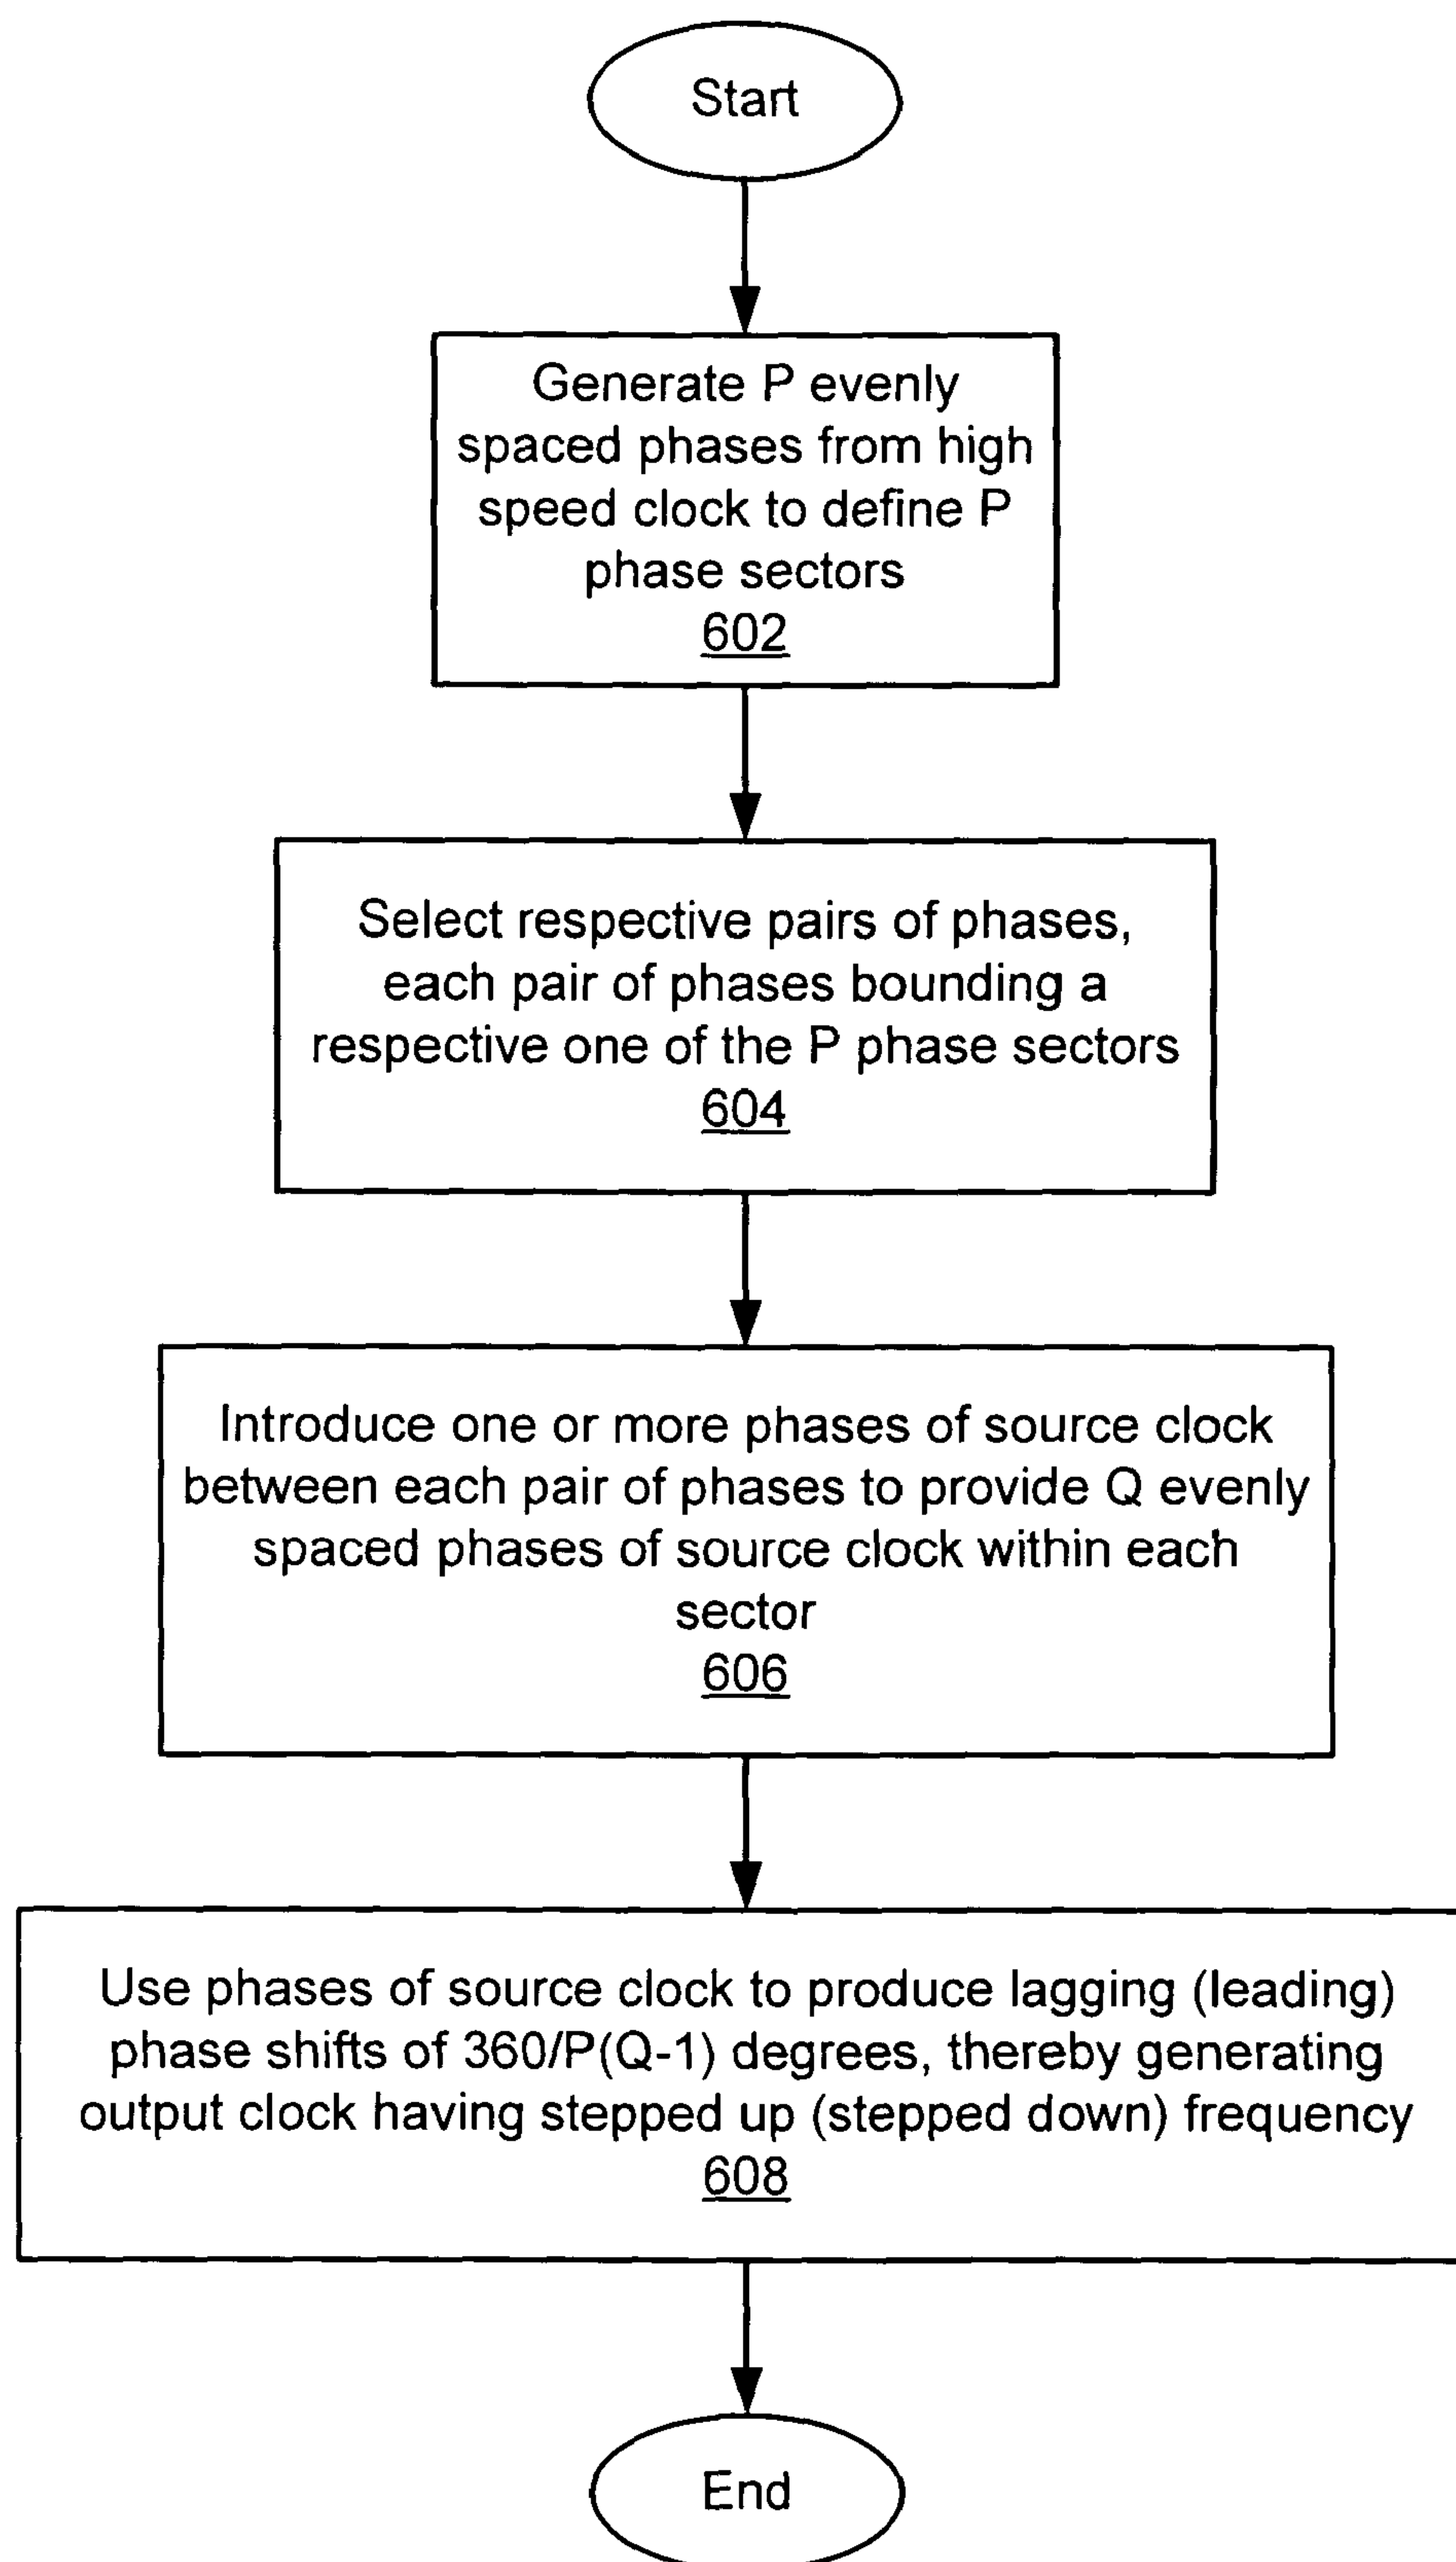 Start
Generate P evenly
spaced phases from high
speed clock to define P
phase sectors
602
Select respective pairs of phases,
each pair of phases bounding a
respective one of the P phase sectors
604
Introduce one or more phases of source clock
between each pair of phases to provide Q evenly
spaced phases of source clock within each
sector
606
Use phases of source clock to produce lagging (leading)
phase shifts of 360/P(Q-1) degrees, thereby generating
output clock having stepped up (stepped down) frequency
608
End